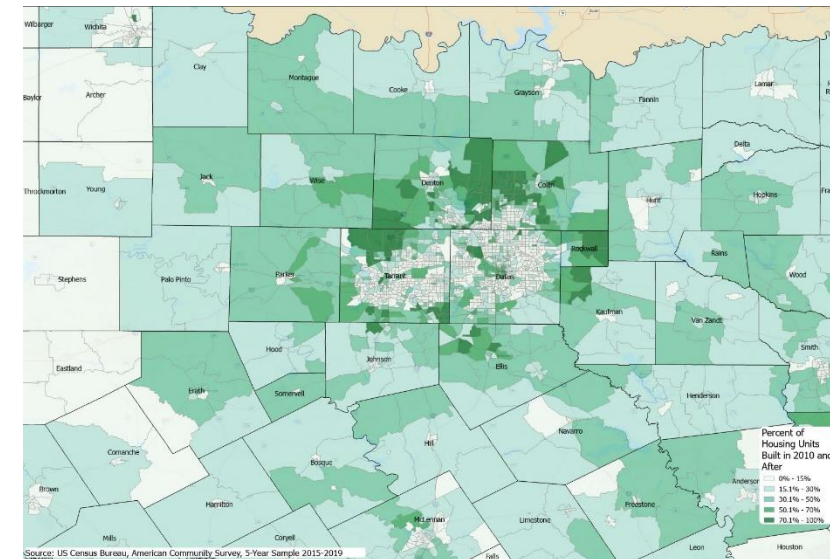 Wilbarger
Wichita
Clay
Montague
Cooke
Grayson
Fannin
Lamar
Baylor
Archer
Delta
Throckmorton
Young
Jack
Wise
Denton
Collin
Hunt
Hopkins
Rockwall
Rains
Wood
Stephens
Palo Pinto
Parker
Tarrant
Dallas
Kaufman
Van Zandt
Smith
Eastland
Hood
Johnson
Ellis
Erath
Somervell
Henderson
Navarro
Comanche
Hill
Bosque
Brown
Hamilton
Freestone
Anderson
Limestone
McLennan
Mills
Coryell
Falls
Leon
Houston
Percent of
Housing Units
Built in 2010 and
After
0% - 15%
15.1% - 30%
30.1% - 50%
50.1% - 70%
70.1% - 100%
Source: US Census Bureau, American Community Survey, 5-Year Sample 2015-2019